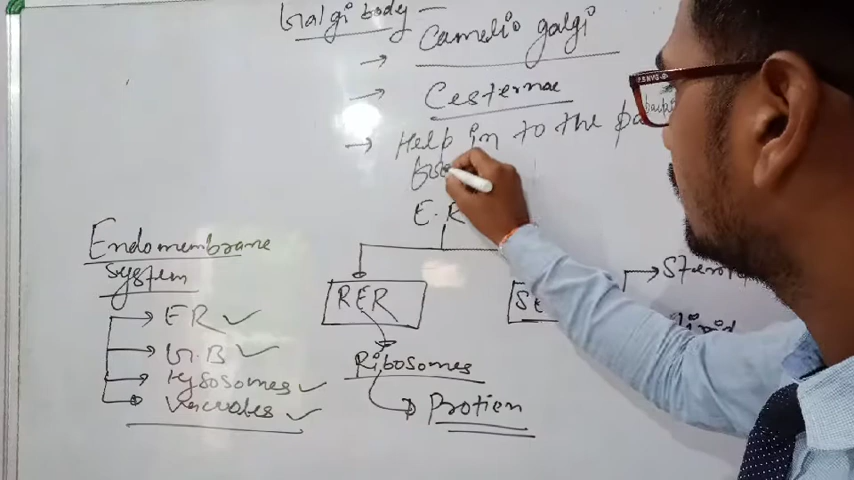 Golgi body —
→ Camelio golgi
→ Cesternae
→ Help in to the
E.R
Endomembrane
system
→ ER ✓
→ G.B ✓
→ Lysosomes ✓
→ Vacuoles ✓
RER
Ribosomes
Protien